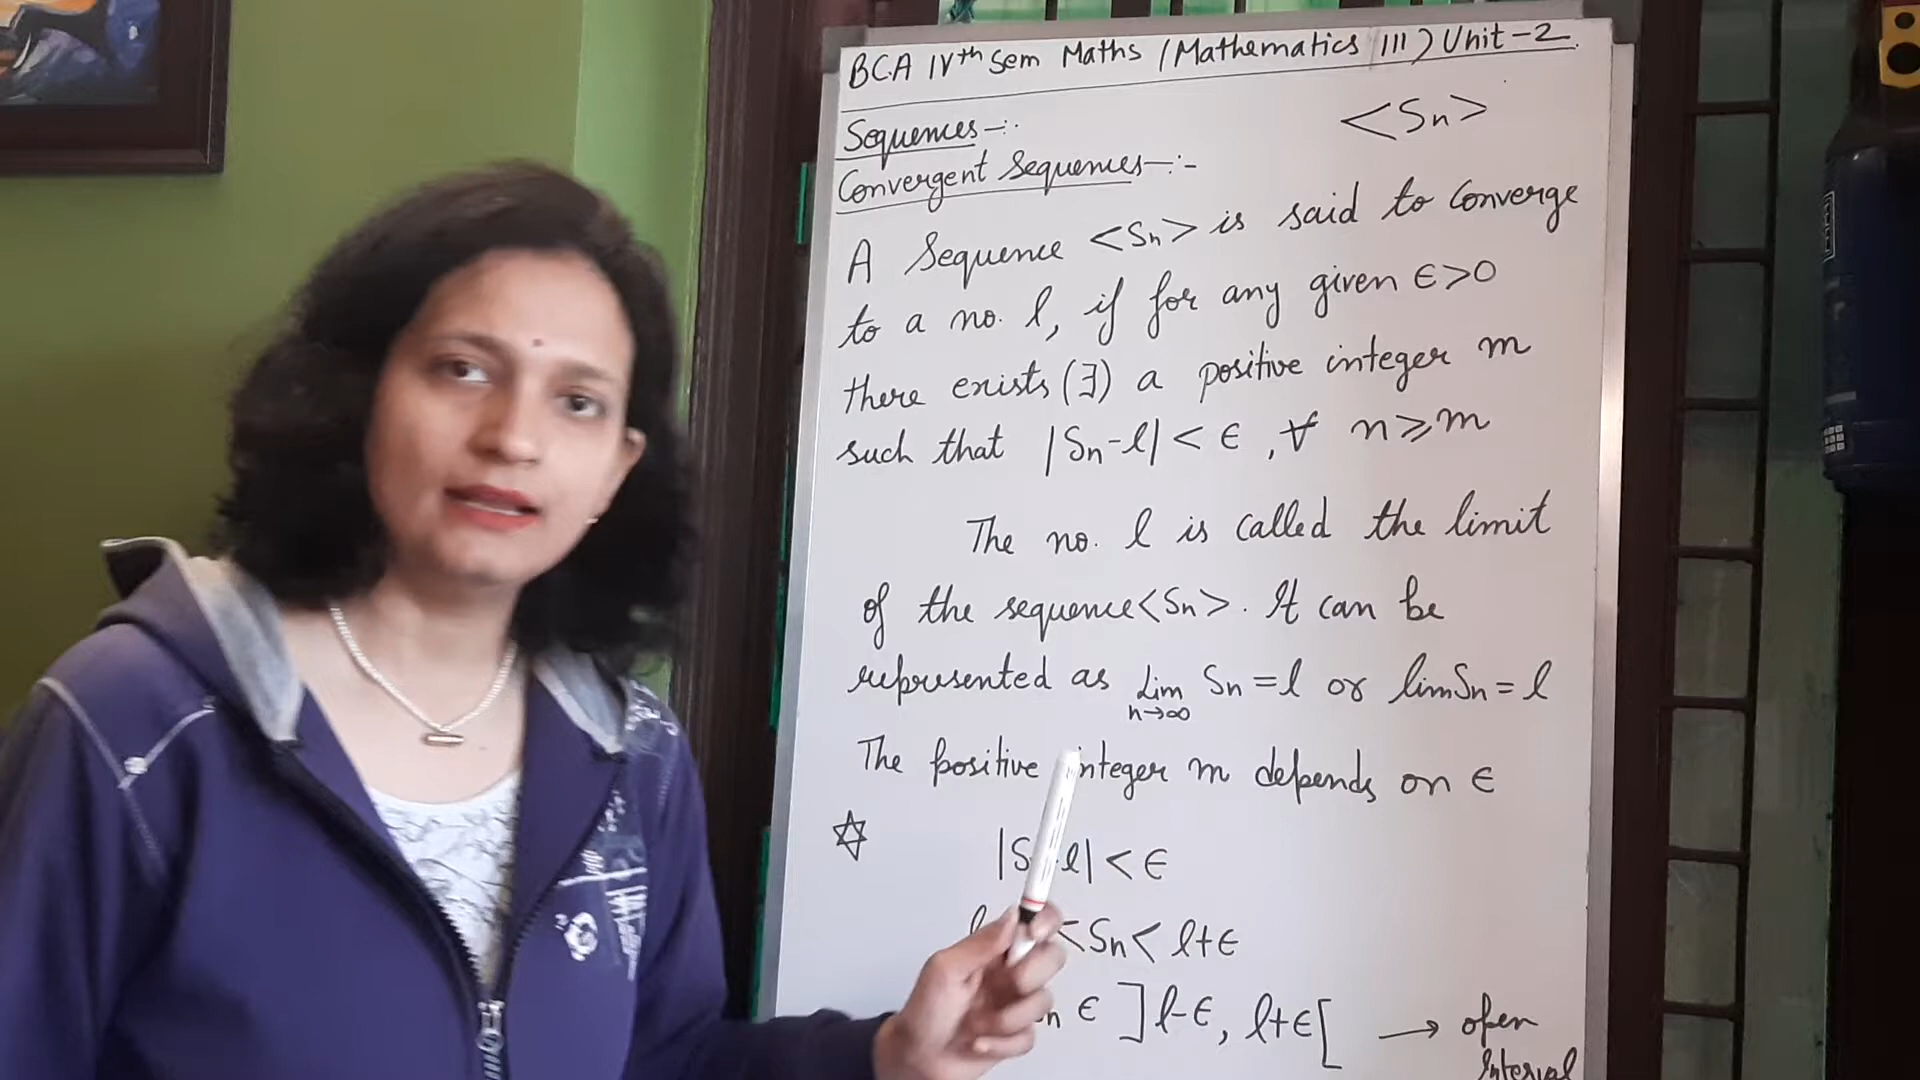 BCA IVth Sem Maths (Mathematics III) Unit-2.
Sequences -:.
<Sn>
Convergent Sequences -:-
A Sequence <Sn> is said to Converge
to a no. l, if for any given ϵ>0
there exists (∃) a positive integer m
such that |Sn-l| < ϵ, ∀ n⩾m
The no. l is called the limit
of the sequence <Sn>. It can be
represented as Lim n→∞ Sn = l or lim Sn = l
The positive integer m depends on ϵ
|S l| < ϵ
< Sn < l+ϵ
n ϵ ]l-ϵ, l+ϵ[ → open
Interval